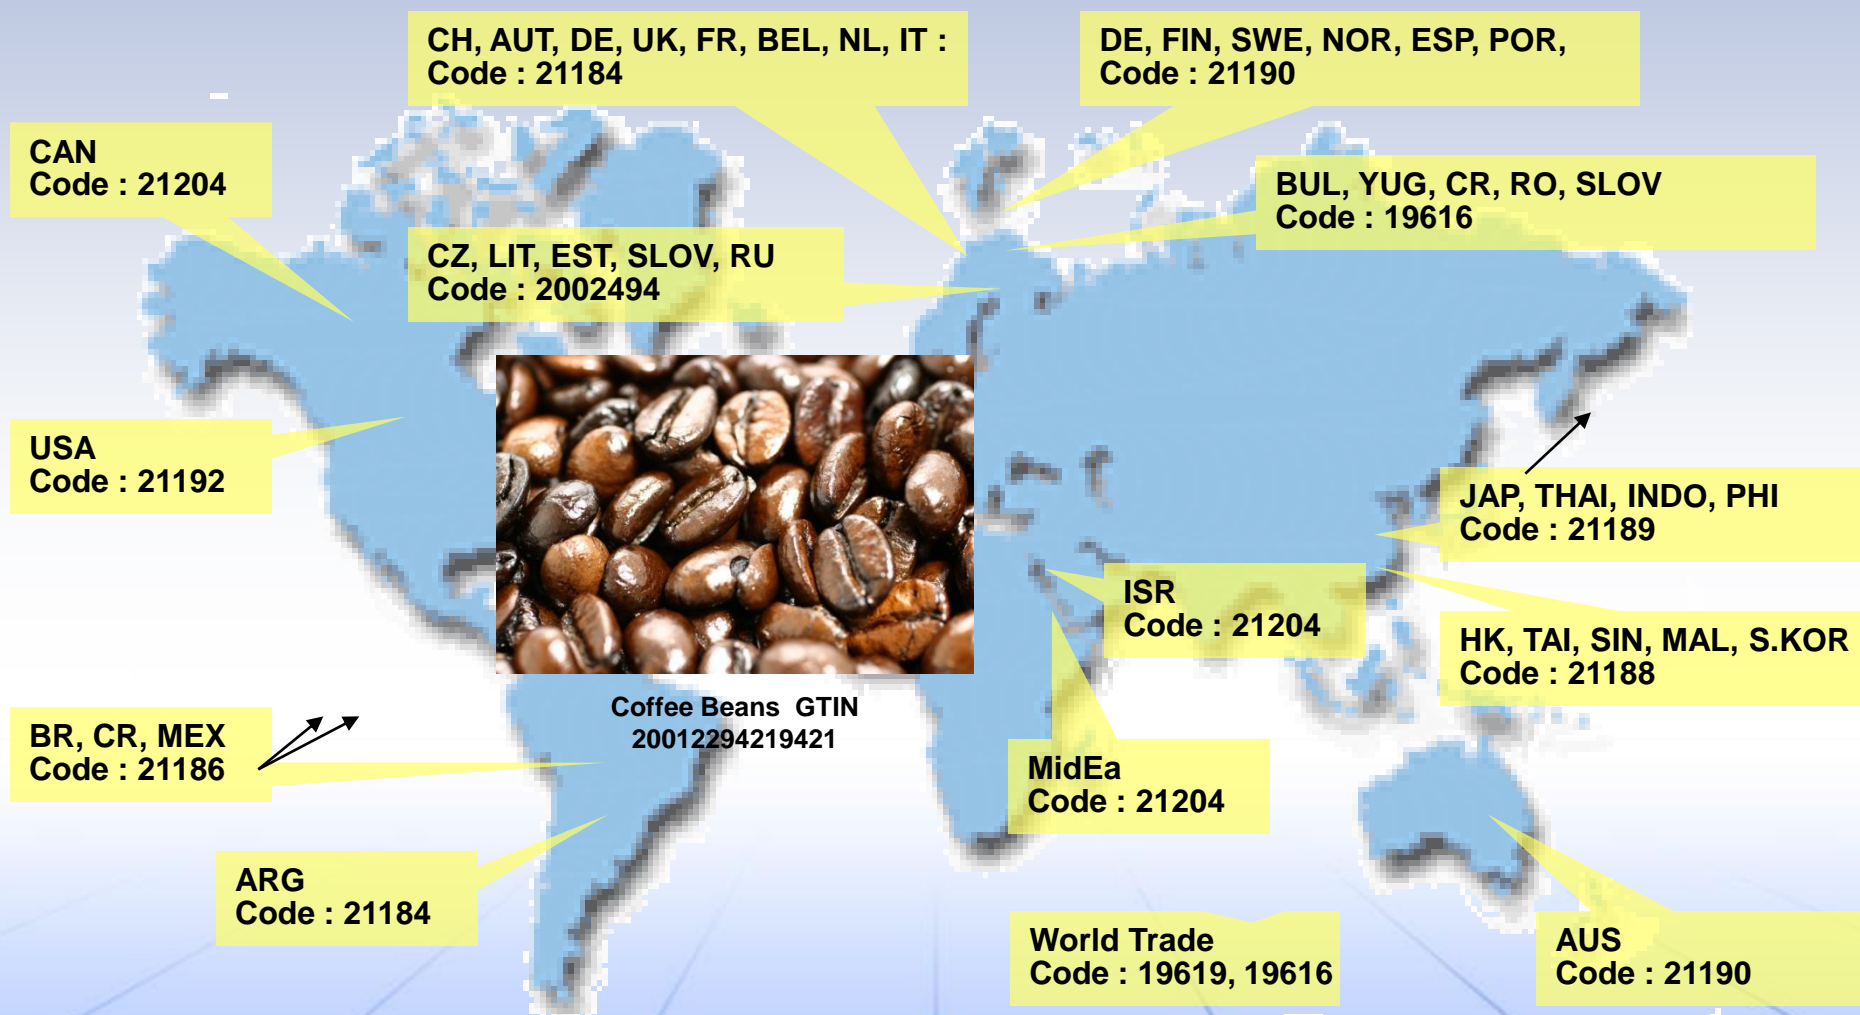 CH, AUT, DE, UK, FR, BEL, NL, IT :
Code : 21184
DE, FIN, SWE, NOR, ESP, POR,
Code : 21190
CAN
Code : 21204
BUL, YUG, CR, RO, SLOV
Code : 19616
CZ, LIT, EST, SLOV, RU
Code : 2002494
USA
Code : 21192
JAP, THAI, INDO, PHI
Code : 21189
ISR
Code : 21204
HK, TAI, SIN, MAL, S.KOR
Code : 21188
Coffee Beans GTIN
20012294219421
BR, CR, MEX
Code : 21186
MidEa
Code : 21204
ARG
Code : 21184
World Trade
Code : 19619, 19616
AUS
Code : 21190